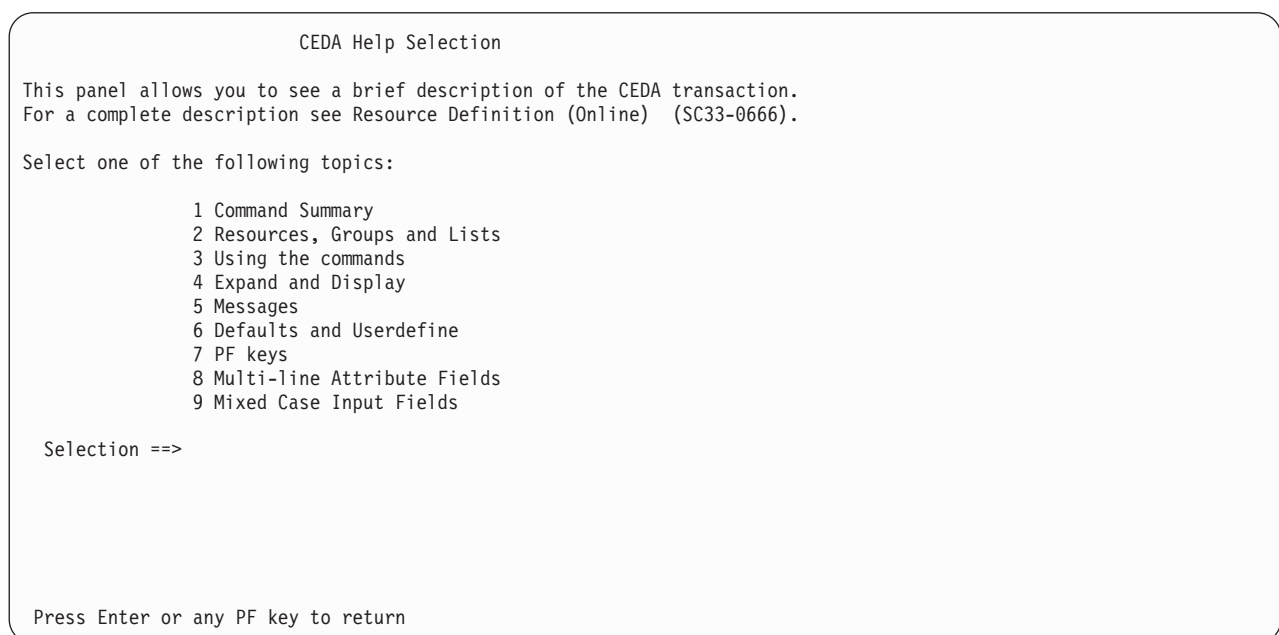 CEDA Help Selection
This panel allows you to see a brief description of the CEDA transaction.
For a complete description see Resource Definition (Online)  (SC33-0666).
Select one of the following topics:
1 Command Summary
2 Resources, Groups and Lists
3 Using the commands
4 Expand and Display
5 Messages
6 Defaults and Userdefine
7 PF keys
8 Multi-line Attribute Fields
9 Mixed Case Input Fields
Selection ==>
Press Enter or any PF key to return